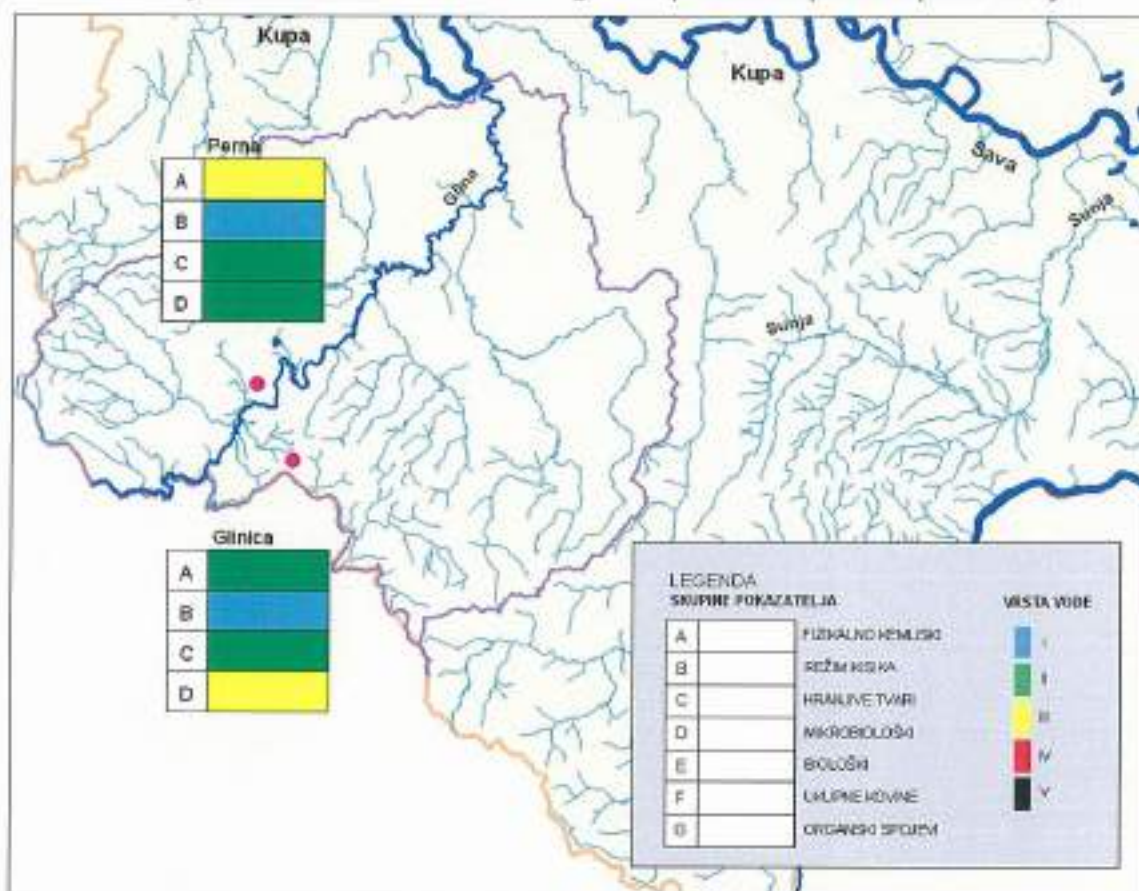 Kupa
Kupa
Perna
A
B
C
D
Glina
Sava
Sunja
Sunja
Glinica
A
B
C
D
LEGENDA
SKUPINE POKAZATELJA
VRSTA VODE
A FIZIKALNO KEMIJSKI
B REŽIM KISIKA
C HRANJIVE TVARI
D MIKROBIOLOŠKI
E BIOLOŠKI
F UKUPNE KOVINE
G ORGANSKI SPOJEVI
I
II
III
IV
V